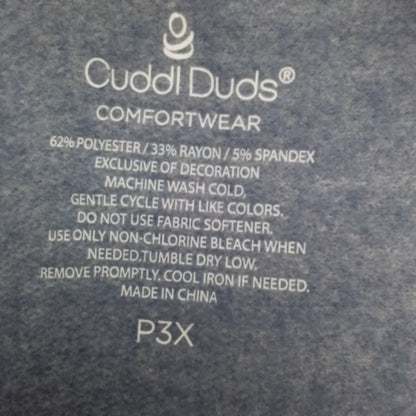 Cuddl Duds®
COMFORTWEAR
62% POLYESTER / 33% RAYON / 5% SPANDEX
EXCLUSIVE OF DECORATION
MACHINE WASH COLD,
GENTLE CYCLE WITH LIKE COLORS.
DO NOT USE FABRIC SOFTENER.
USE ONLY NON-CHLORINE BLEACH WHEN
NEEDED.TUMBLE DRY LOW.
REMOVE PROMPTLY. COOL IRON IF NEEDED.
MADE IN CHINA
P3X